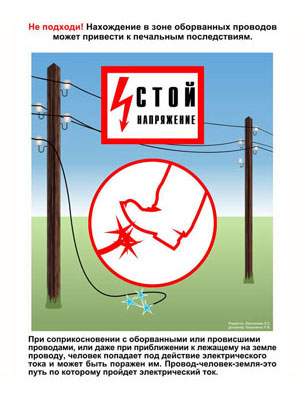 Не подходи! Нахождение в зоне оборванных проводов
может привести к печальным последствиям.
СТОЙ
НАПРЯЖЕНИЕ
При соприкосновении с оборванными или провисшими
проводами, или даже при приближении к лежащему на земле
проводу, человек попадает под действие электрического
тока и может быть поражен им. Провод-человек-земля-это
путь по которому пройдет электрический ток.